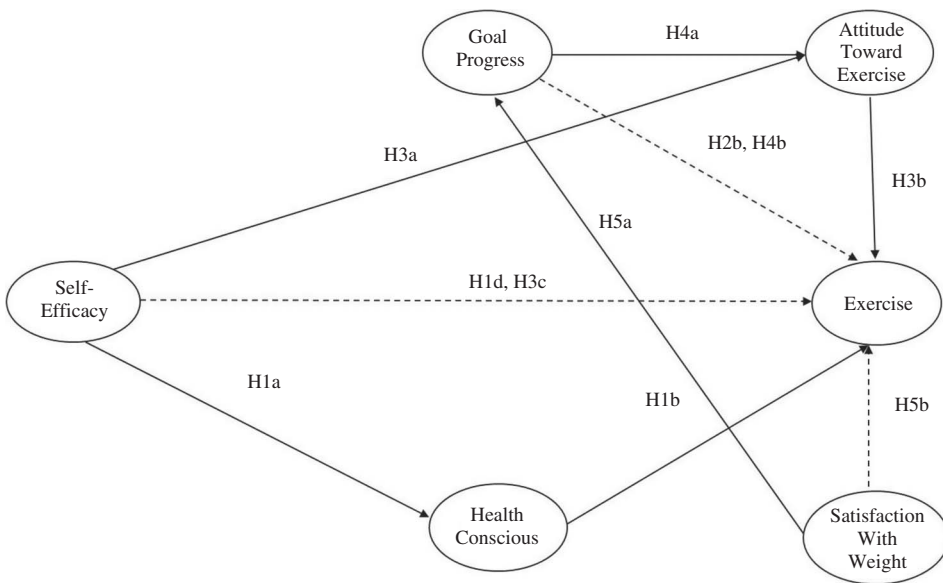 Goal
Progress
H4a
Attitude
Toward
Exercise
H3a
H2b, H4b
H3b
H5a
Self-
Efficacy
H1d, H3c
Exercise
H1a
H1b
H5b
Health
Conscious
Satisfaction
With
Weight